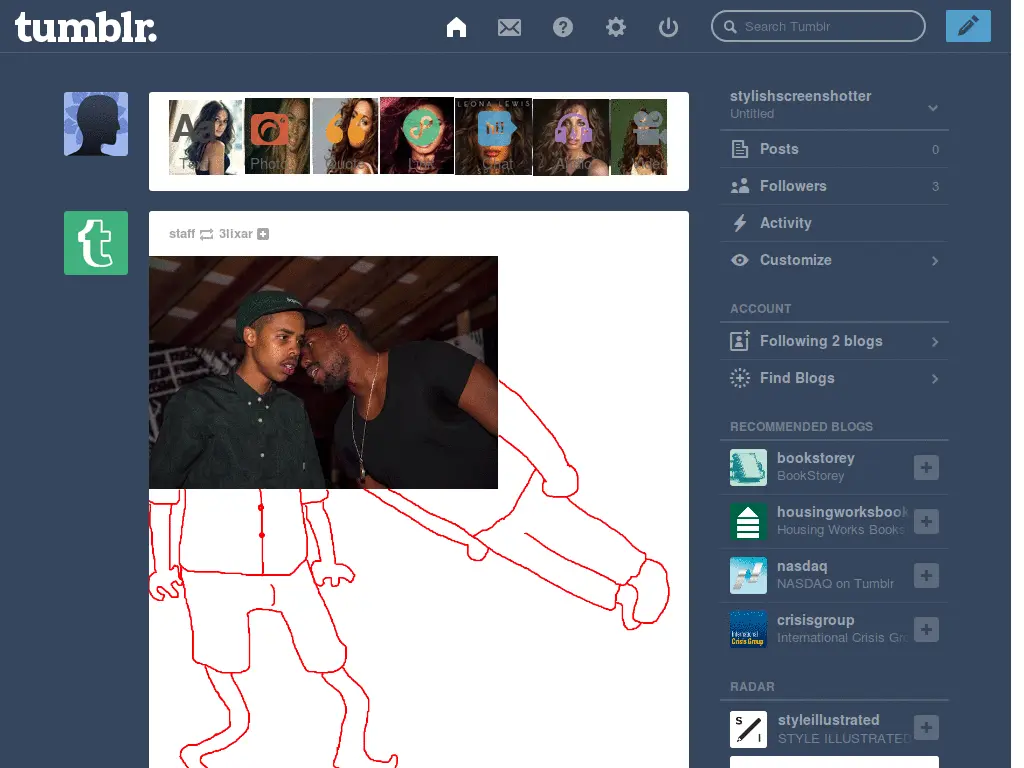 tumblr.
Search Tumblr
Aa
Text
Photo
Quote
Link
LEONA LEWIS
Chat
Audio
stylishscreenshotter
Untitled
Posts 0
Followers 3
Activity
Customize
staff 3lixar
t
ACCOUNT
Following 2 blogs
Find Blogs
RECOMMENDED BLOGS
bookstorey
BookStorey
housingworksbook
Housing Works Books
nasdaq
NASDAQ on Tumblr
crisisgroup
International Crisis Gro
International
Crisis Group
RADAR
S
I
styleillustrated
STYLE ILLUSTRATED